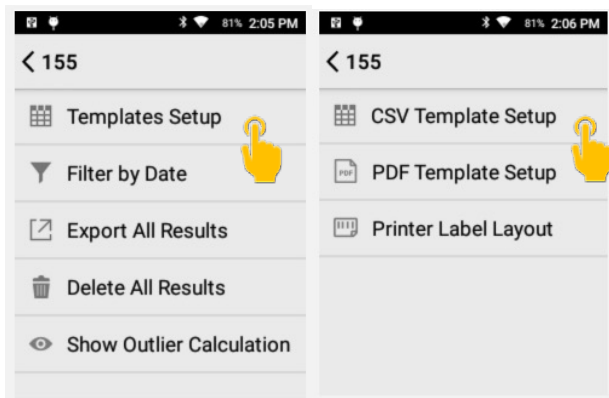 81% 2:05 PM
155
Templates Setup
Filter by Date
Export All Results
Delete All Results
Show Outlier Calculation
81% 2:06 PM
155
CSV Template Setup
PDF
PDF Template Setup
Printer Label Layout